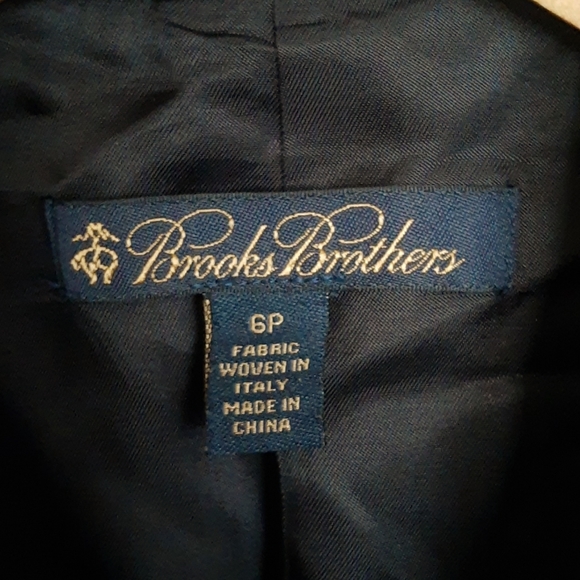 Brooks Brothers
6P
FABRIC
WOVEN IN
ITALY
MADE IN
CHINA